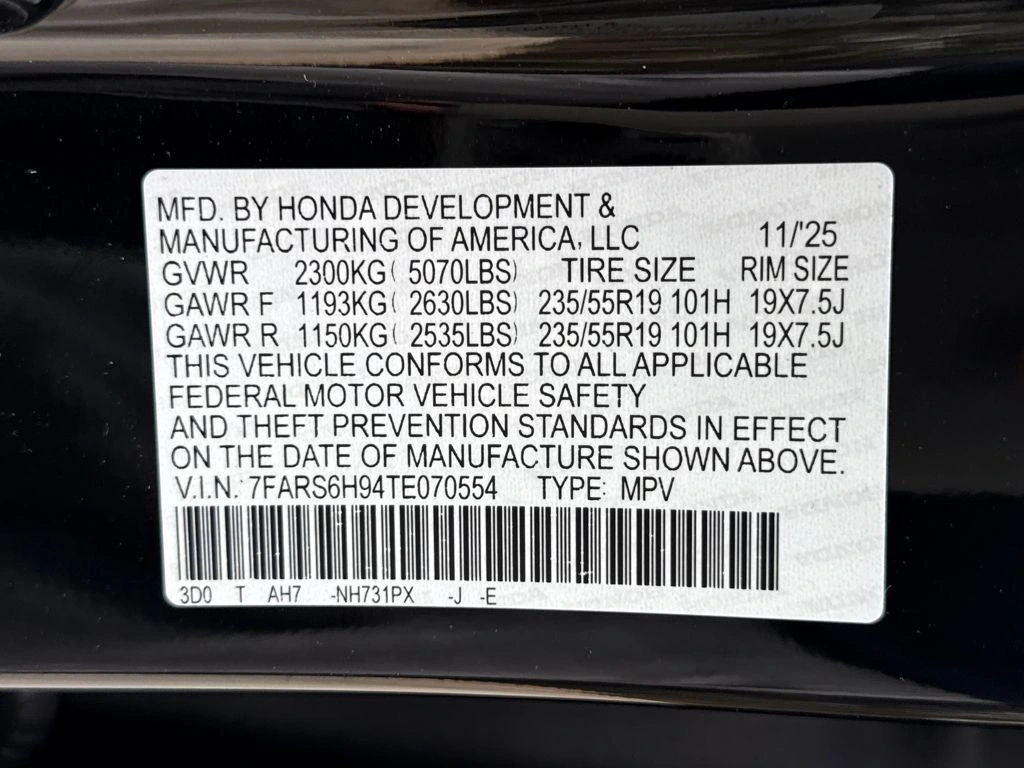 MFD. BY HONDA DEVELOPMENT &
MANUFACTURING OF AMERICA, LLC 11/'25
GVWR 2300KG( 5070LBS) TIRE SIZE RIM SIZE
GAWR F 1193KG( 2630LBS) 235/55R19 101H 19X7.5J
GAWR R 1150KG( 2535LBS) 235/55R19 101H 19X7.5J
THIS VEHICLE CONFORMS TO ALL APPLICABLE
FEDERAL MOTOR VEHICLE SAFETY
AND THEFT PREVENTION STANDARDS IN EFFECT
ON THE DATE OF MANUFACTURE SHOWN ABOVE.
V.I.N.: 7FARS6H94TE070554 TYPE: MPV
3D0 T AH7 -NH731PX -J -E